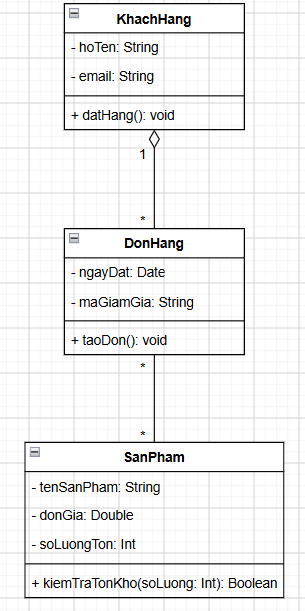 KhachHang
- hoTen: String
- email: String
+ datHang(): void
1
*
DonHang
- ngayDat: Date
- maGiamGia: String
+ taoDon(): void
*
*
SanPham
- tenSanPham: String
- donGia: Double
- soLuongTon: Int
+ kiemTraTonKho(soLuong: Int): Boolean